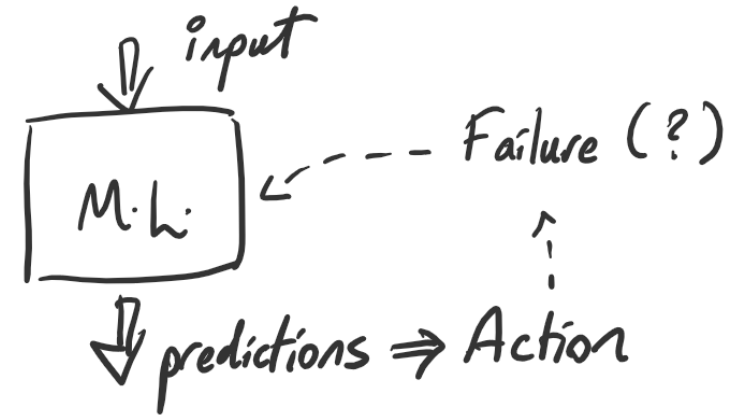 input
Failure (?)
M.L.
predictions ⇒ Action